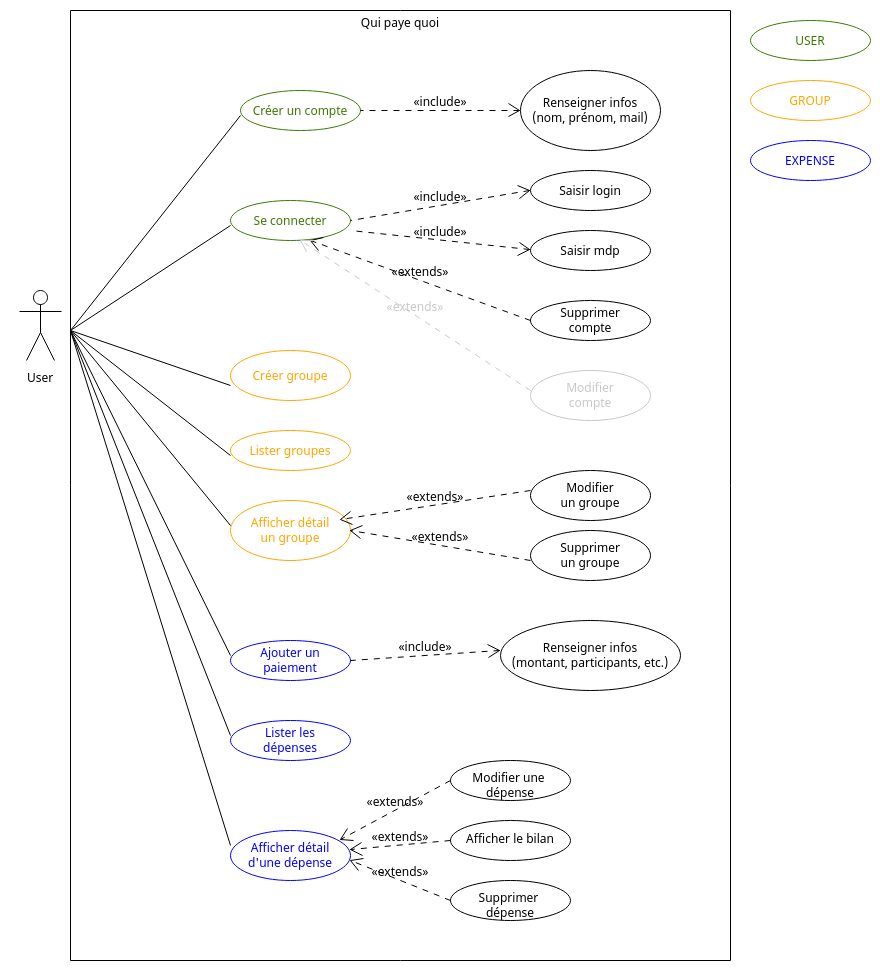 Qui paye quoi
USER
GROUP
EXPENSE
User
Créer un compte
«include»
Renseigner infos
(nom, prénom, mail)
Se connecter
«include»
Saisir login
«include»
Saisir mdp
«extends»
Supprimer
compte
«extends»
Modifier
compte
Créer groupe
Lister groupes
Afficher détail
un groupe
«extends»
Modifier
un groupe
«extends»
Supprimer
un groupe
Ajouter un
paiement
«include»
Renseigner infos
(montant, participants, etc.)
Lister les
dépenses
Afficher détail
d'une dépense
«extends»
Modifier une
dépense
«extends»
Afficher le bilan
«extends»
Supprimer
dépense